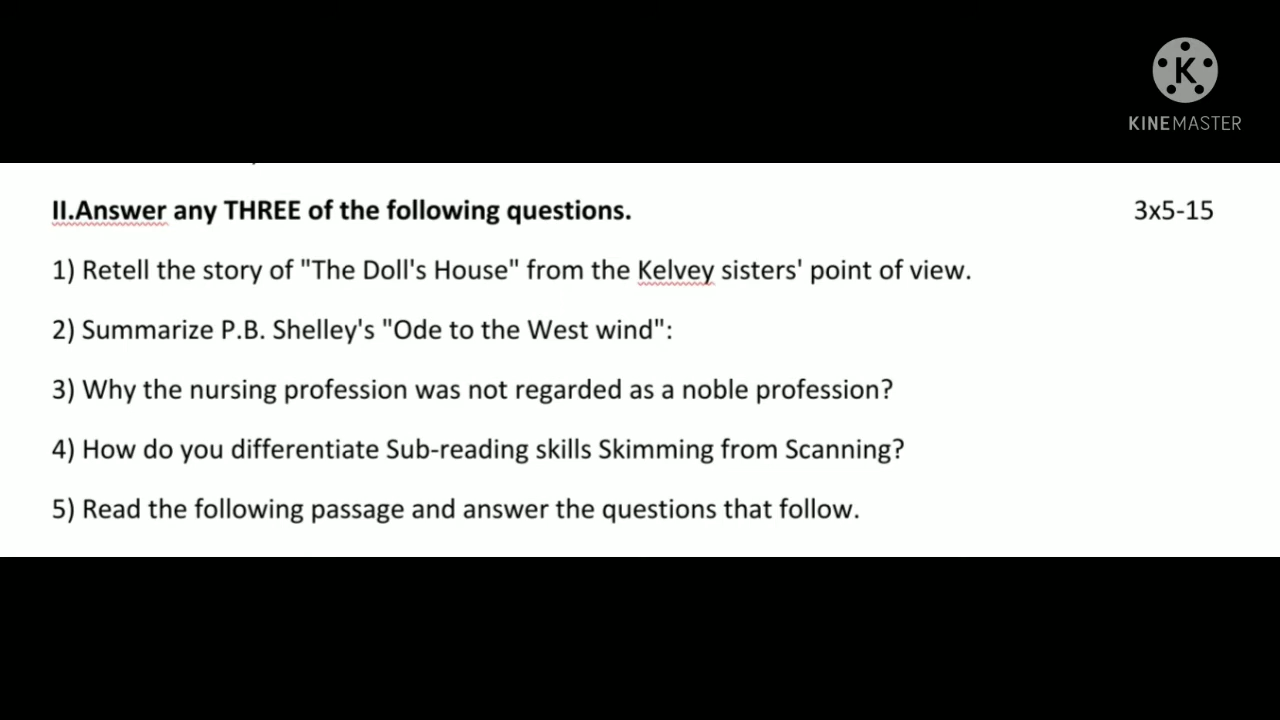 K
KINEMASTER
II.Answer any THREE of the following questions. 3x5-15
1) Retell the story of "The Doll's House" from the Kelvey sisters' point of view.
2) Summarize P.B. Shelley's "Ode to the West wind":
3) Why the nursing profession was not regarded as a noble profession?
4) How do you differentiate Sub-reading skills Skimming from Scanning?
5) Read the following passage and answer the questions that follow.